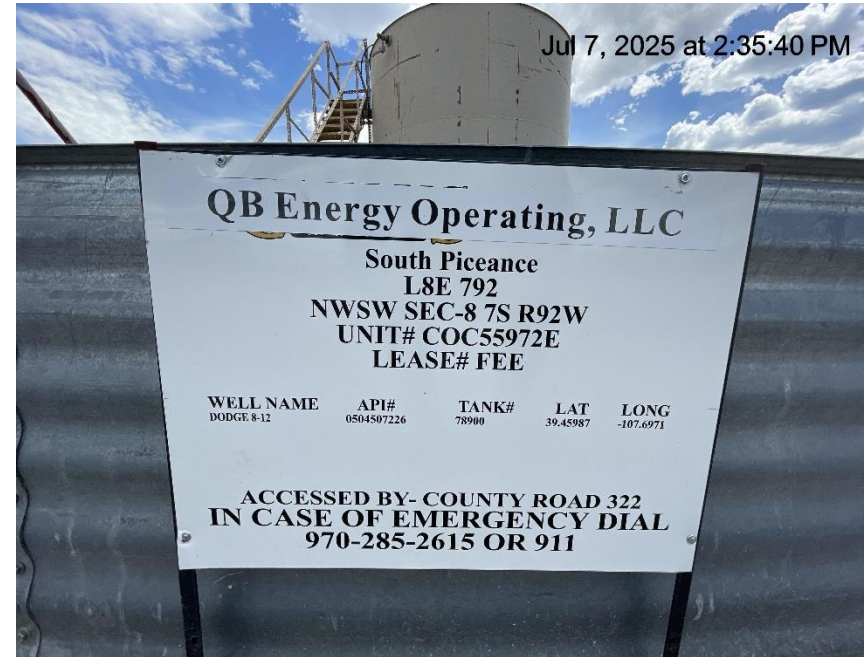 Jul 7, 2025 at 2:35:40 PM
QB Energy Operating, LLC
South Piceance
L8E 792
NWSW SEC-8 7S R92W
UNIT# COC55972E
LEASE# FEE
WELL NAME API# TANK# LAT LONG
DODGE 8-12 0504507226 78900 39.45987 -107.6971
ACCESSED BY- COUNTY ROAD 322
IN CASE OF EMERGENCY DIAL
970-285-2615 OR 911